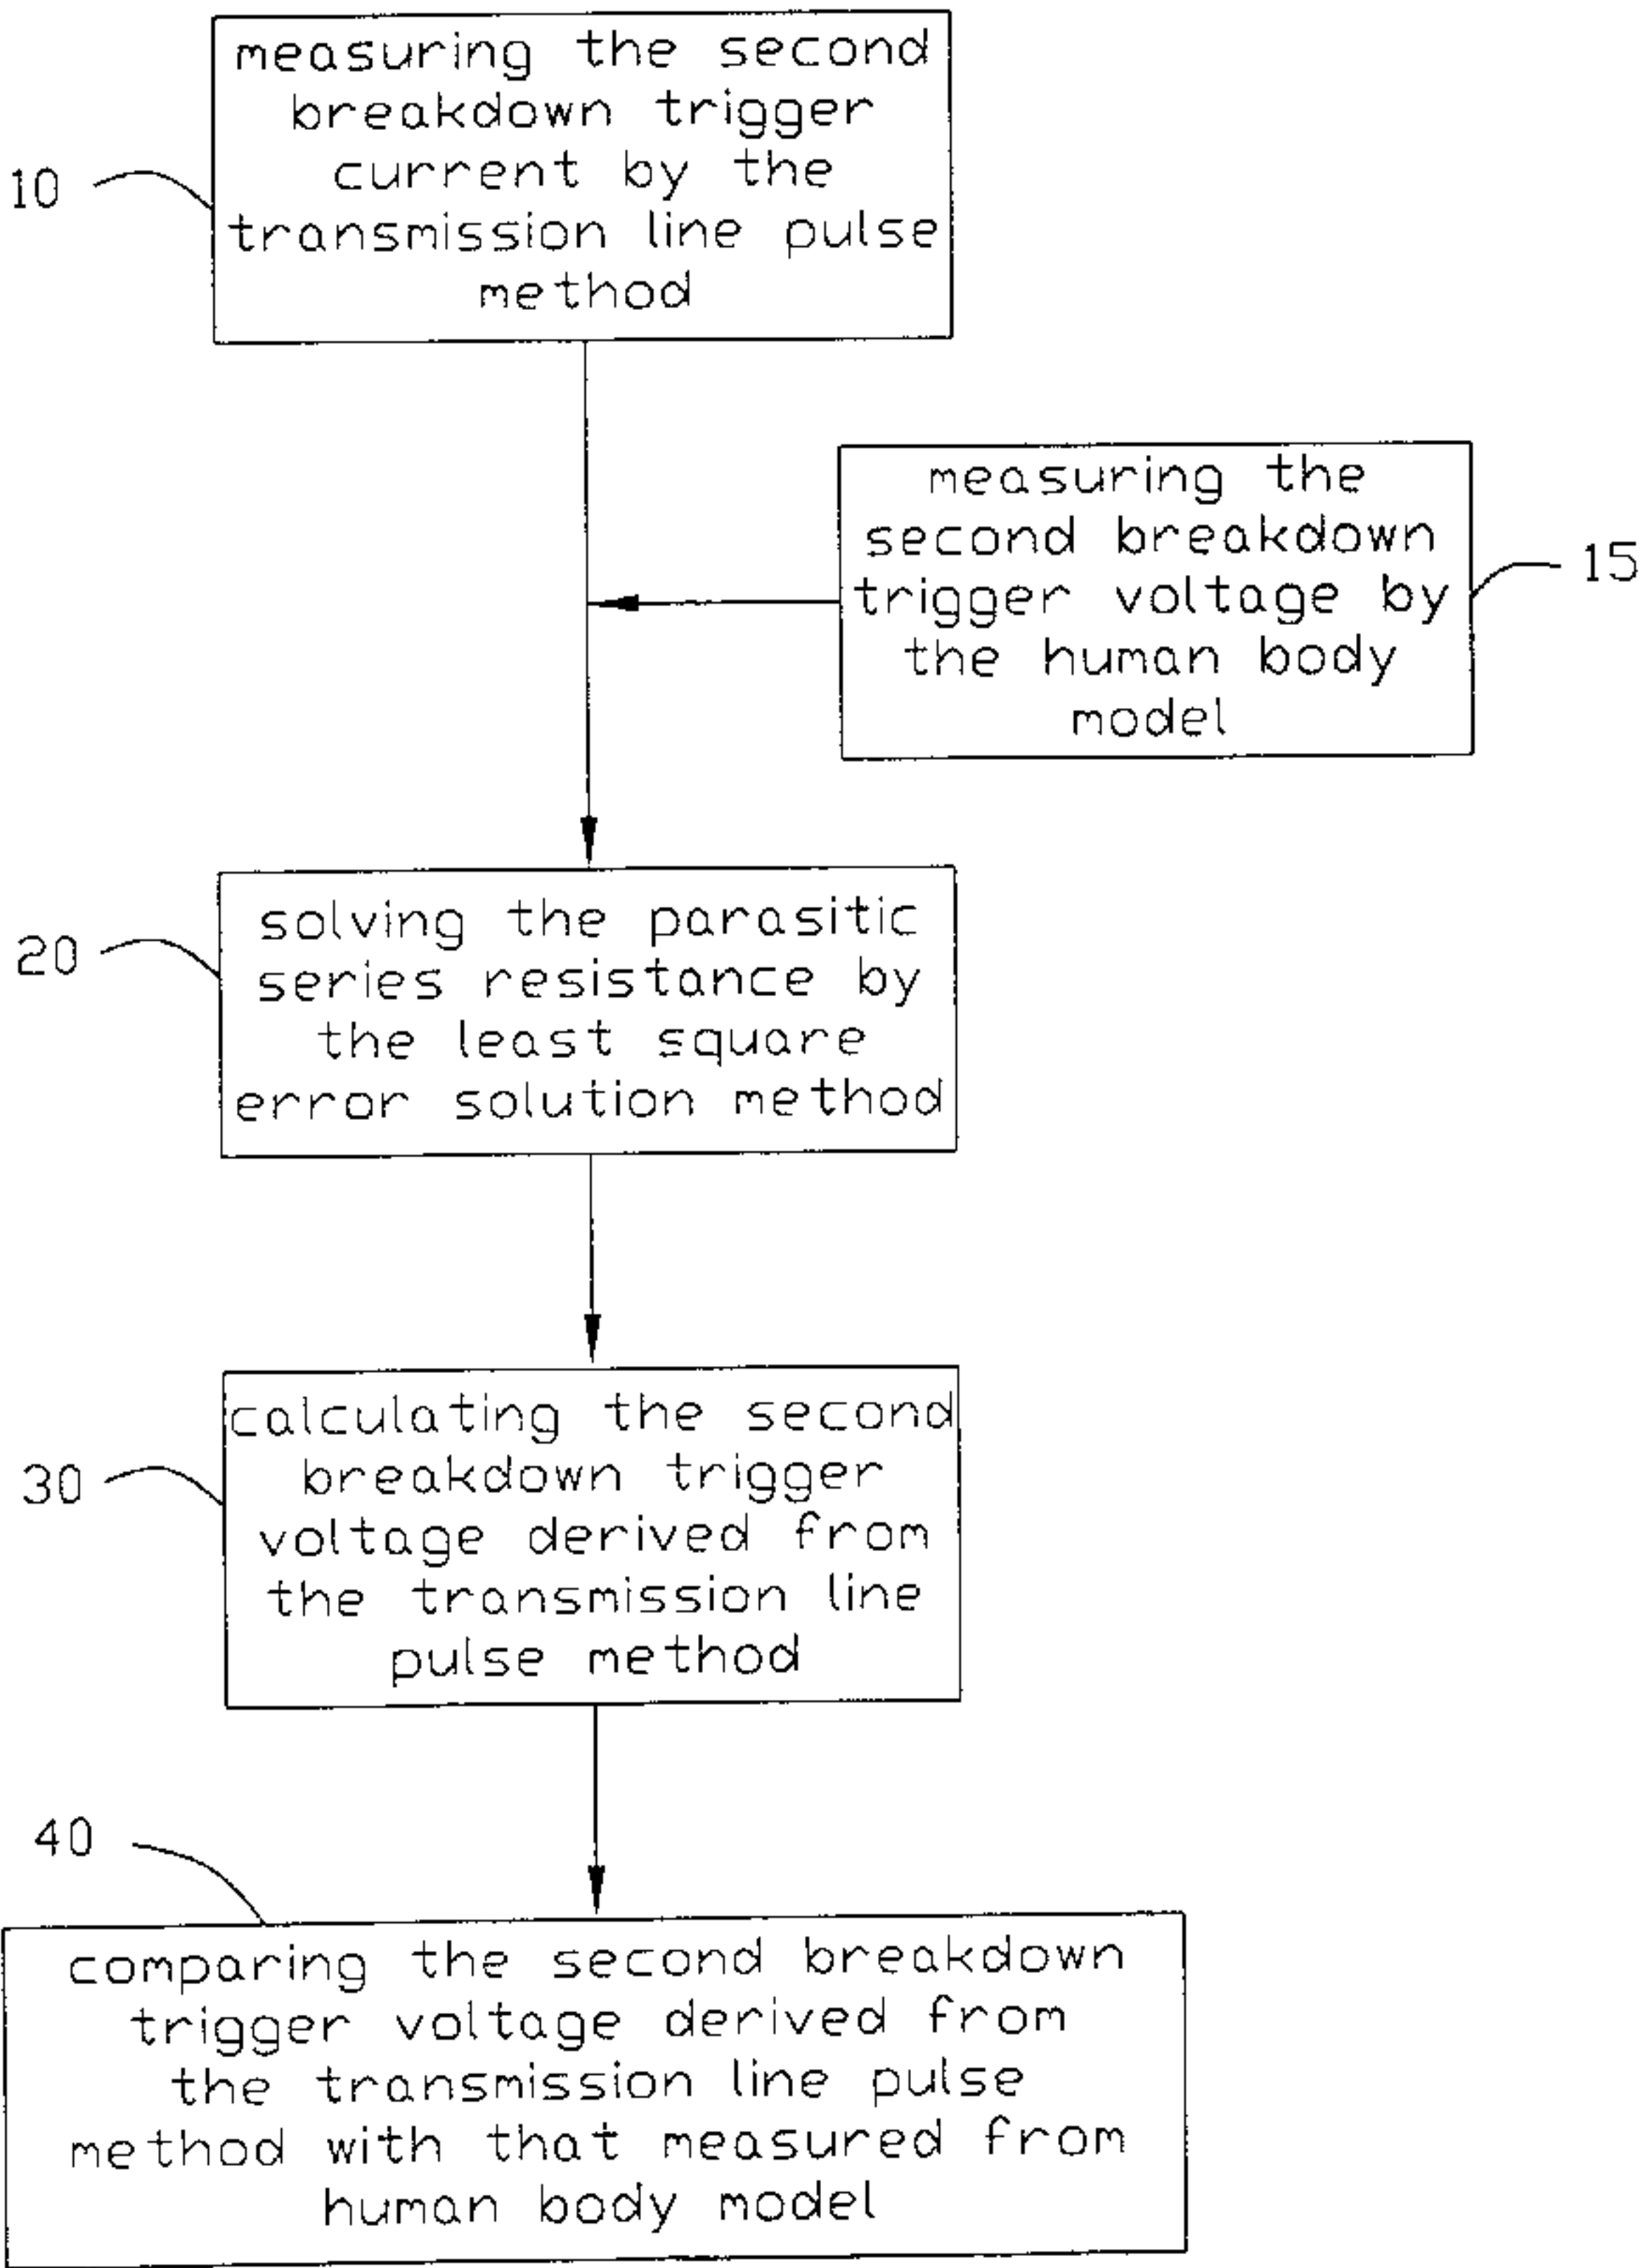 measuring the second
breakdown trigger
current by the
transmission line pulse
method
10
measuring the
second breakdown
trigger voltage by
the human body
model
15
solving the parasitic
series resistance by
the least square
error solution method
20
calculating the second
breakdown trigger
voltage derived from
the transmission line
pulse method
30
40
comparing the second breakdown
trigger voltage derived from
the transmission line pulse
method with that measured from
human body model